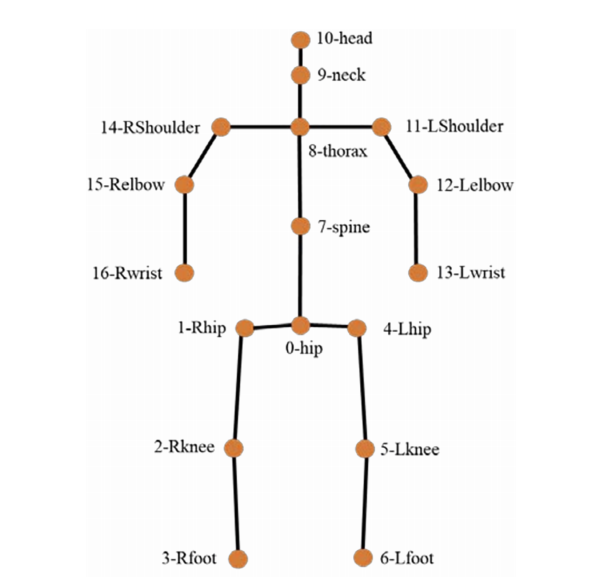 10-head
9-neck
14-RShoulder
11-LShoulder
8-thorax
15-Relbow
12-Lelbow
7-spine
16-Rwrist
13-Lwrist
1-Rhip
4-Lhip
0-hip
2-Rknee
5-Lknee
3-Rfoot
6-Lfoot